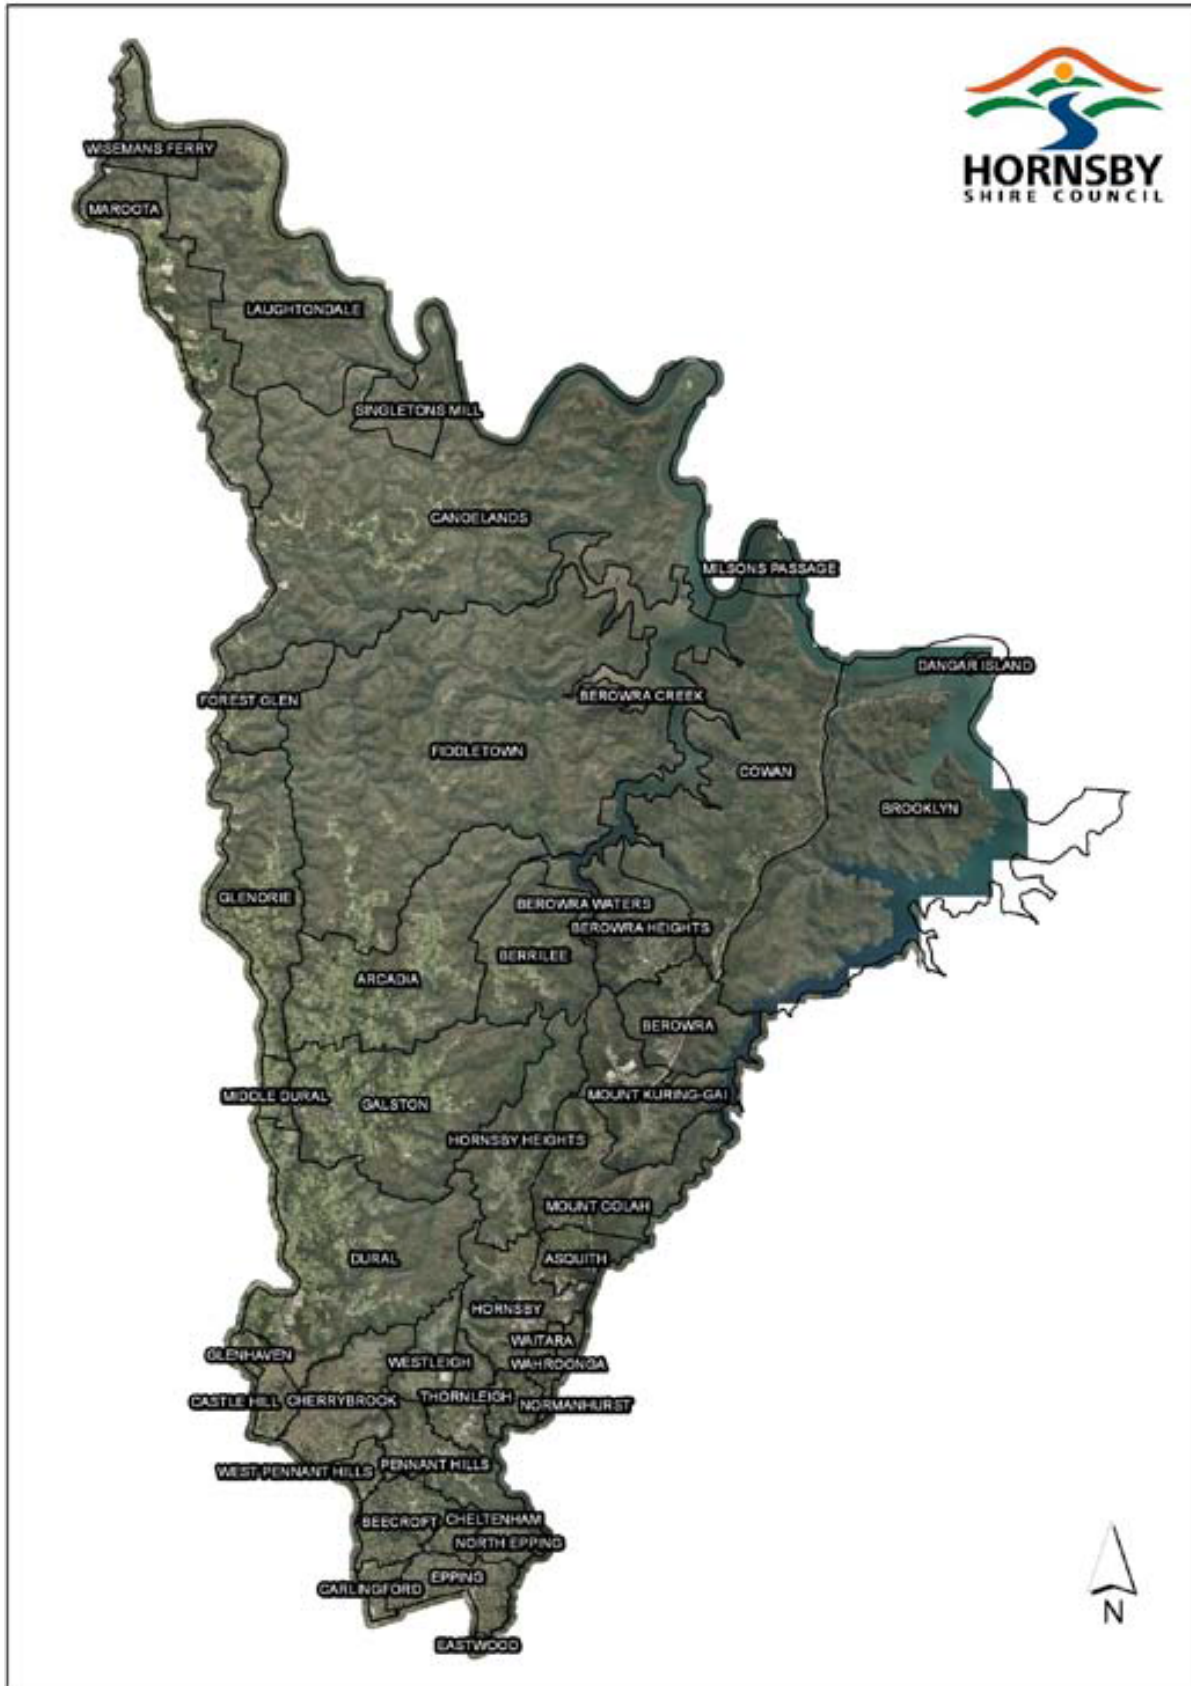 HORNSBY
SHIRE COUNCIL
WISEMANS FERRY
MAROOTA
LAUGHTONDALE
SINGLETONS MILL
CANOELANDS
MILSONS PASSAGE
DANGAR ISLAND
FOREST GLEN
BEROWRA CREEK
FIDDLETOWN
COWAN
BROOKLYN
GLENORIE
BEROWRA WATERS
BEROWRA HEIGHTS
BERRILEE
ARCADIA
BEROWRA
MIDDLE DURAL
GALSTON
MOUNT KURING-GAI
HORNSBY HEIGHTS
MOUNT COLAH
DURAL
ASQUITH
HORNSBY
WAITARA
GLENHAVEN
WESTLEIGH
WAHROONGA
CASTLE HILL
CHERRYBROOK
THORNLEIGH
NORMANHURST
WEST PENNANT HILLS
PENNANT HILLS
BEECROFT
CHELTENHAM
NORTH EPPING
EPPING
CARLINGFORD
EASTWOOD
N